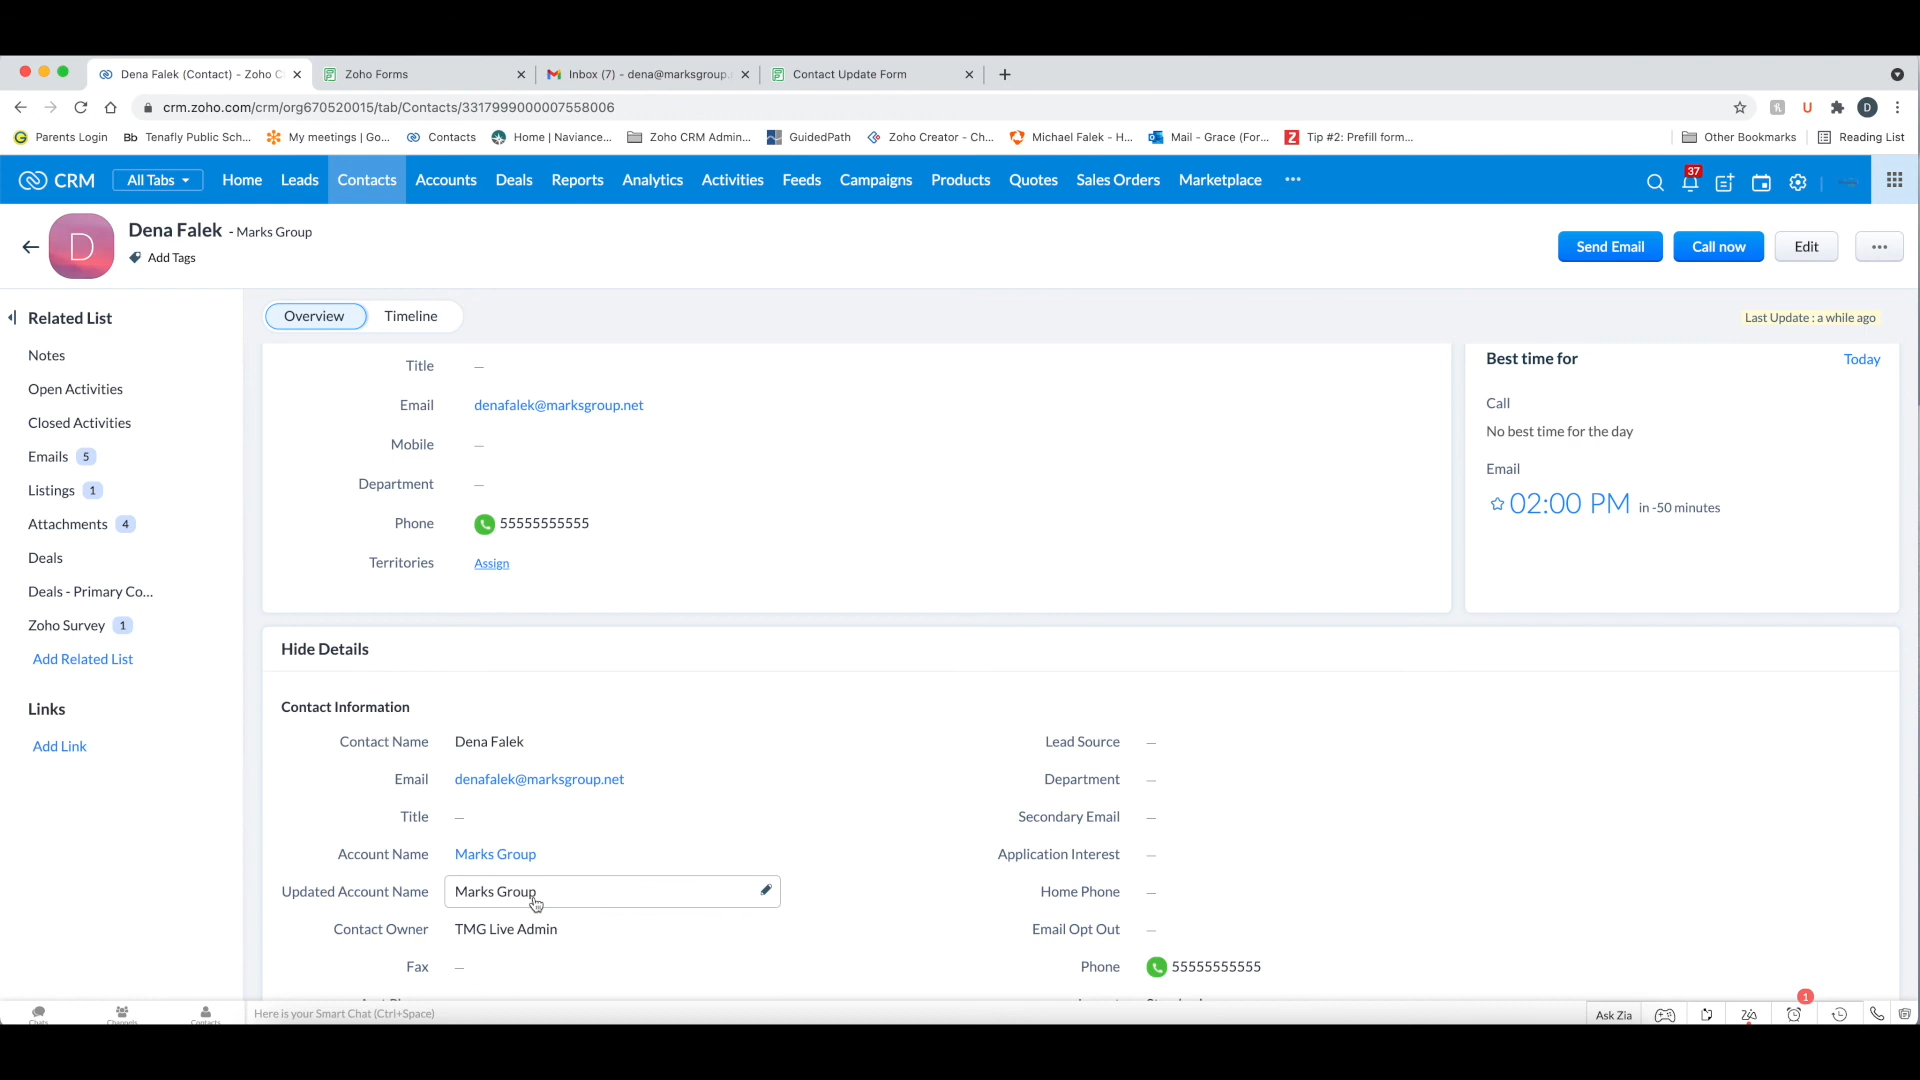 Dena Falek (Contact) - Zoho C
Zoho Forms
Inbox (7) - dena@marksgroup.
Contact Update Form
crm.zoho.com/crm/org670520015/tab/Contacts/3317999000007558006
D
Parents Login
Bb Tenafly Public Sch...
My meetings | Go...
Contacts
Home | Naviance...
Zoho CRM Admin...
GuidedPath
Zoho Creator - Ch...
Michael Falek - H...
Mail - Grace (For...
Tip #2: Prefill form...
Other Bookmarks
Reading List
CRM
All Tabs
Home
Leads
Contacts
Accounts
Deals
Reports
Analytics
Activities
Feeds
Campaigns
Products
Quotes
Sales Orders
Marketplace
37
D
Dena Falek - Marks Group
Add Tags
Send Email
Call now
Edit
Related List
Overview
Timeline
Last Update : a while ago
Notes
Open Activities
Closed Activities
Emails 5
Listings 1
Attachments 4
Deals
Deals - Primary Co...
Zoho Survey 1
Add Related List
Links
Add Link
Title —
Email denafalek@marksgroup.net
Mobile —
Department —
Phone 55555555555
Territories Assign
Best time for
Today
Call
No best time for the day
Email
02:00 PM in -50 minutes
Hide Details
Contact Information
Contact Name Dena Falek
Lead Source —
Email denafalek@marksgroup.net
Department —
Title —
Secondary Email —
Account Name Marks Group
Application Interest —
Updated Account Name Marks Group
Home Phone —
Contact Owner TMG Live Admin
Email Opt Out —
Fax —
Phone 55555555555
Chats
Channels
Contacts
Here is your Smart Chat (Ctrl+Space)
Ask Zia
1